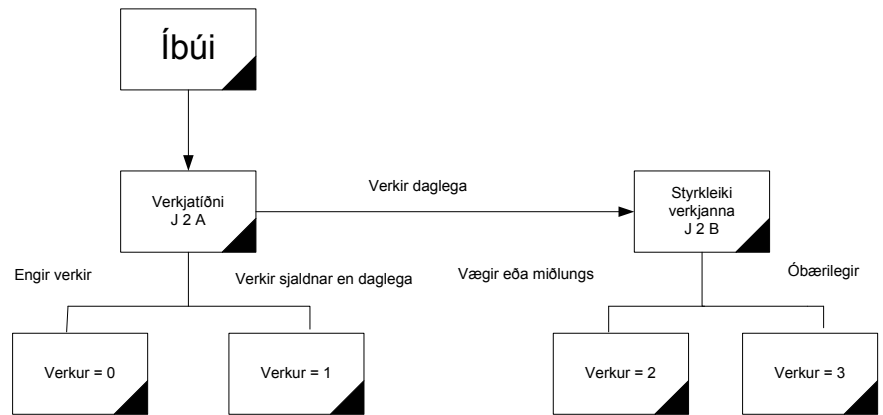 Íbúi
Verkjatíðni
J 2 A
Verkir daglega
Styrkleiki
verkjanna
J 2 B
Engir verkir
Verkir sjaldnar en daglega
Vægir eða miðlungs
Óbærilegir
Verkur = 0
Verkur = 1
Verkur = 2
Verkur = 3